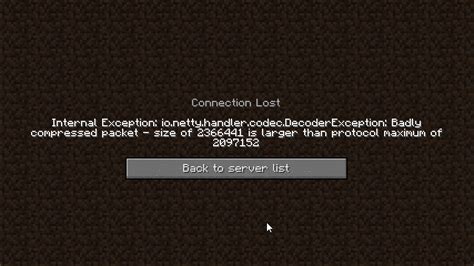 Connection Lost
Internal Exception: io.netty.handler.codec.DecoderException: Badly
compressed packet - size of 2366441 is larger than protocol maximum of
2097152
Back to server list